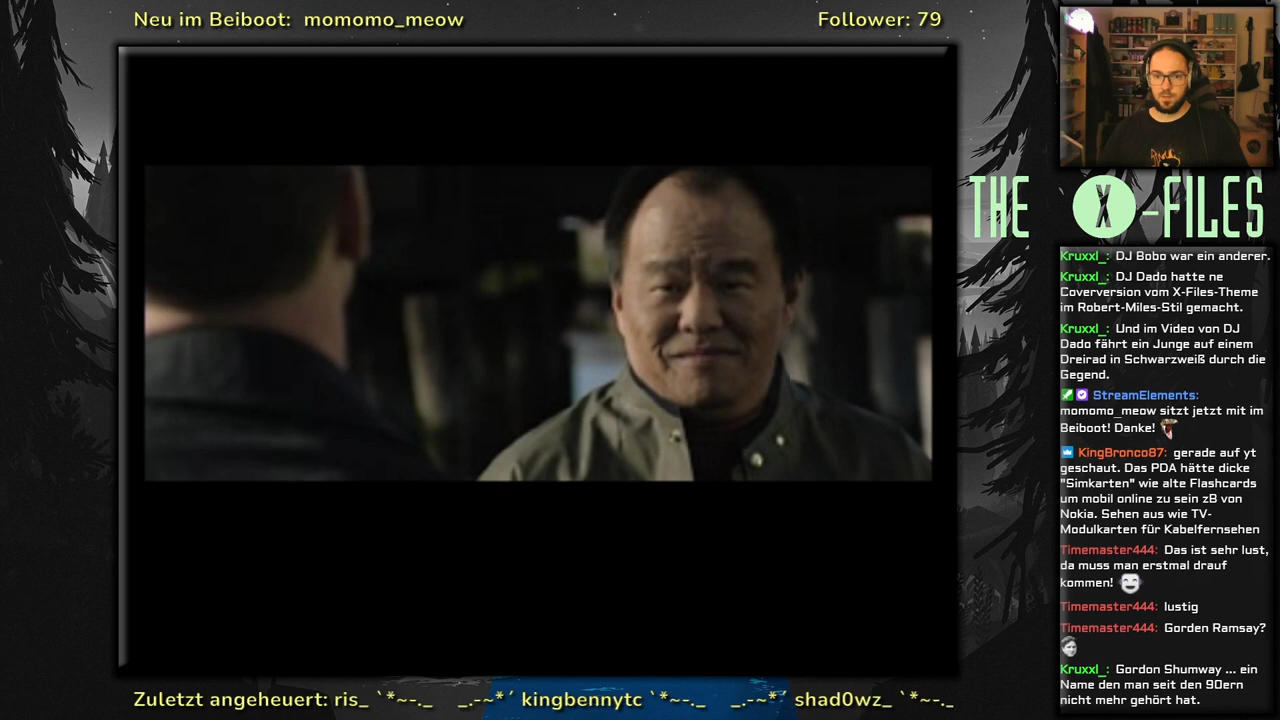 Neu im Beiboot: momomo_meow
Follower: 79
THE X-FILES
Kruxxl_: DJ Bobo war ein anderer.
Kruxxl_: DJ Dado hatte ne
Coverversion vom X-Files-Theme
im Robert-Miles-Stil gemacht.
Kruxxl_: Und im Video von DJ
Dado fährt ein Junge auf einem
Dreirad in Schwarzweiß durch die
Gegend.
StreamElements:
momomo_meow sitzt jetzt mit im
Beiboot! Danke!
KingBronco87: gerade auf yt
geschaut. Das PDA hätte dicke
"Simkarten" wie alte Flashcards
um mobil online zu sein zB von
Nokia. Sehen aus wie TV-
Modulkarten für Kabelfernsehen
Timemaster444: Das ist sehr lust,
da muss man erstmal drauf
kommen!
Timemaster444: lustig
Timemaster444: Gorden Ramsay?
Kruxxl_: Gordon Shumway ... ein
Name den man seit den 90ern
nicht mehr gehört hat.
Zuletzt angeheuert: ris_ `*~-._ _.-~*´ kingbennytc `*~-._ _.-~*´ shad0wz_ `*~-._